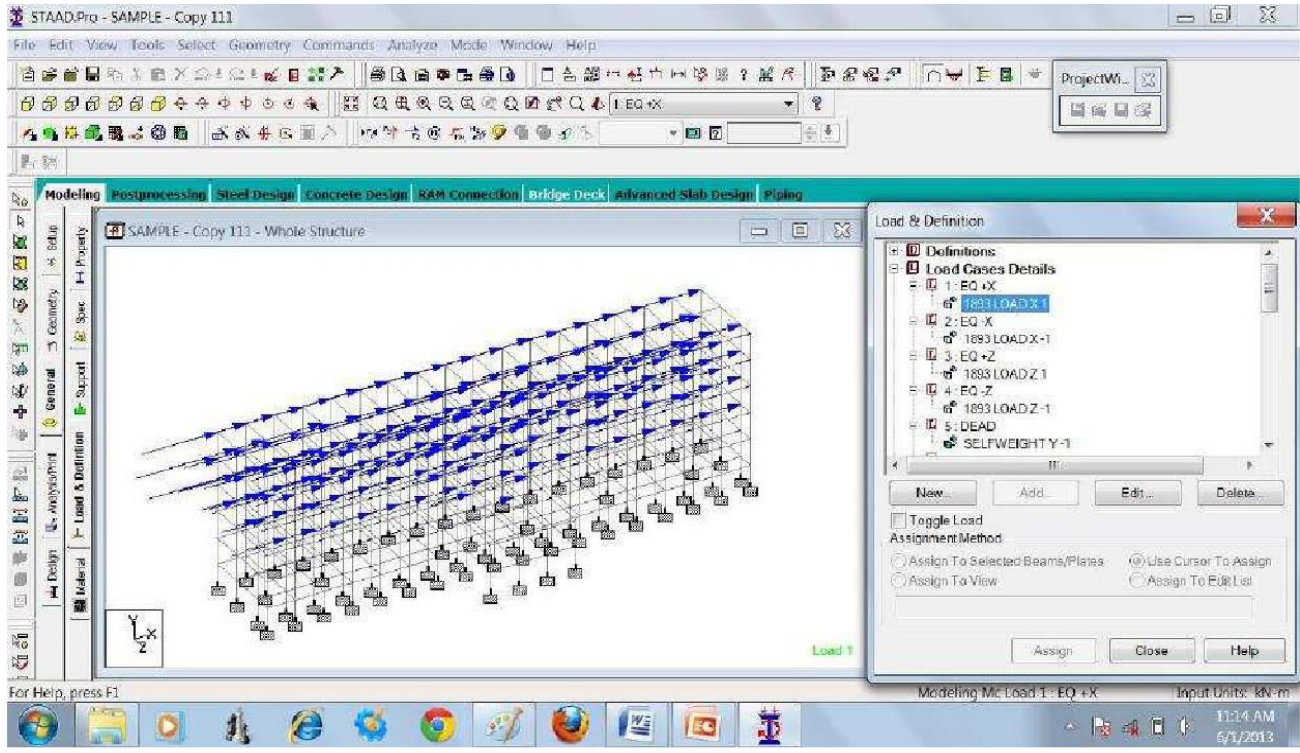 STAAD.Pro - SAMPLE - Copy 111
File Edit View Tools Select Geometry Commands Analyze Mode Window Help
ProjectWi...
1: EQ +X
Modeling Postprocessing Steel Design Concrete Design RAM Connection Bridge Deck Advanced Slab Design Piping
Setup
Geometry
General
Analysis/Print
Design
Property
Spec
Support
Load & Definition
Material
SAMPLE - Copy 111 - Whole Structure
Y
X
Z
Load 1
Load & Definition
Definitions
Load Cases Details
1 : EQ +X
1893 LOAD X 1
2 : EQ -X
1893 LOAD X -1
3 : EQ +Z
1893 LOAD Z 1
4 : EQ -Z
1893 LOAD Z -1
5 : DEAD
SELFWEIGHT Y -1
New... Add... Edit... Delete...
Toggle Load
Assignment Method
Assign To Selected Beams/Plates Use Cursor To Assign
Assign To View Assign To Edit List
Assign Close Help
For Help, press F1 Modeling Mc Load 1 : EQ +X Input Units: kN-m
11:14 AM
6/1/2013